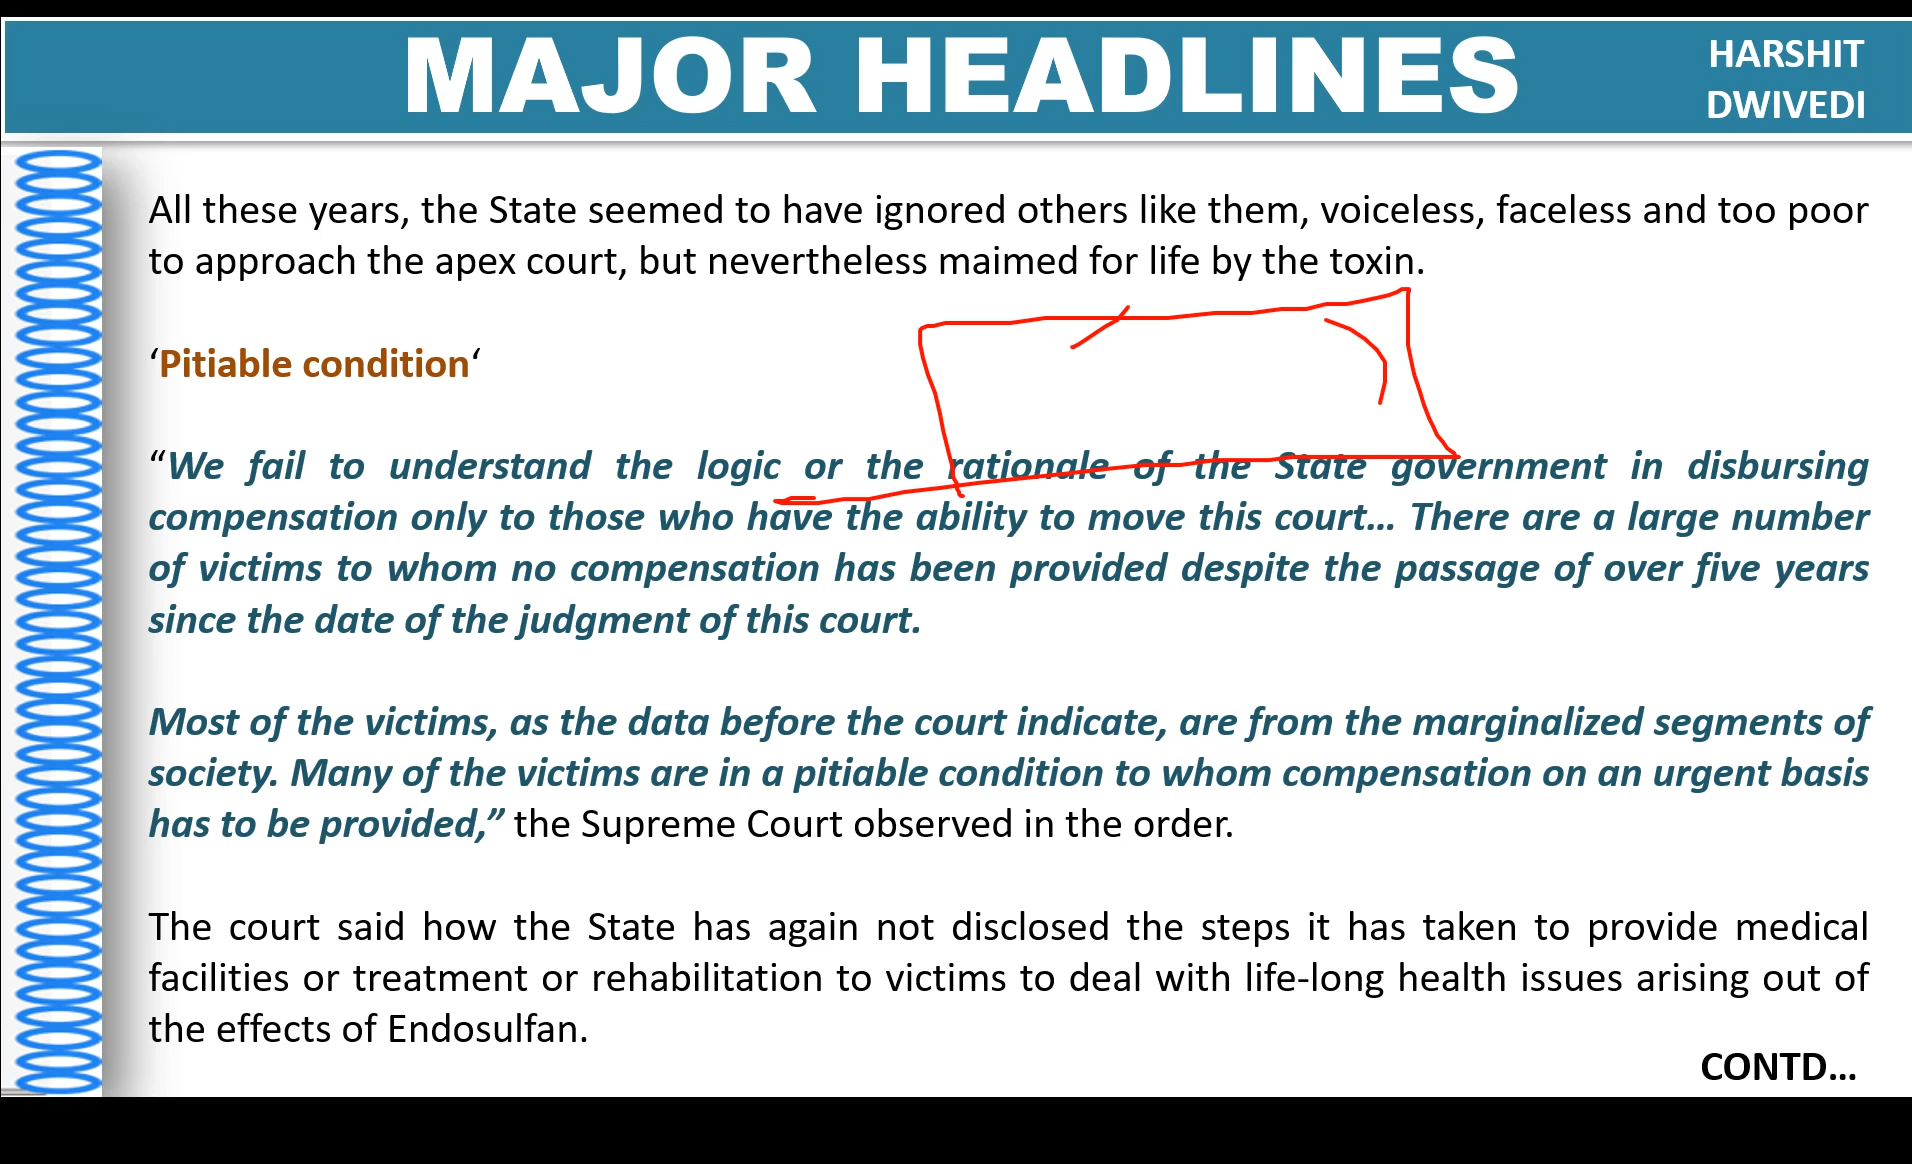 MAJOR HEADLINES
HARSHIT
DWIVEDI
All these years, the State seemed to have ignored others like them, voiceless, faceless and too poor
to approach the apex court, but nevertheless maimed for life by the toxin.
‘Pitiable condition‘
“We fail to understand the logic or the rationale of the State government in disbursing
compensation only to those who have the ability to move this court... There are a large number
of victims to whom no compensation has been provided despite the passage of over five years
since the date of the judgment of this court.
Most of the victims, as the data before the court indicate, are from the marginalized segments of
society. Many of the victims are in a pitiable condition to whom compensation on an urgent basis
has to be provided,” the Supreme Court observed in the order.
The court said how the State has again not disclosed the steps it has taken to provide medical
facilities or treatment or rehabilitation to victims to deal with life-long health issues arising out of
the effects of Endosulfan.
CONTD...